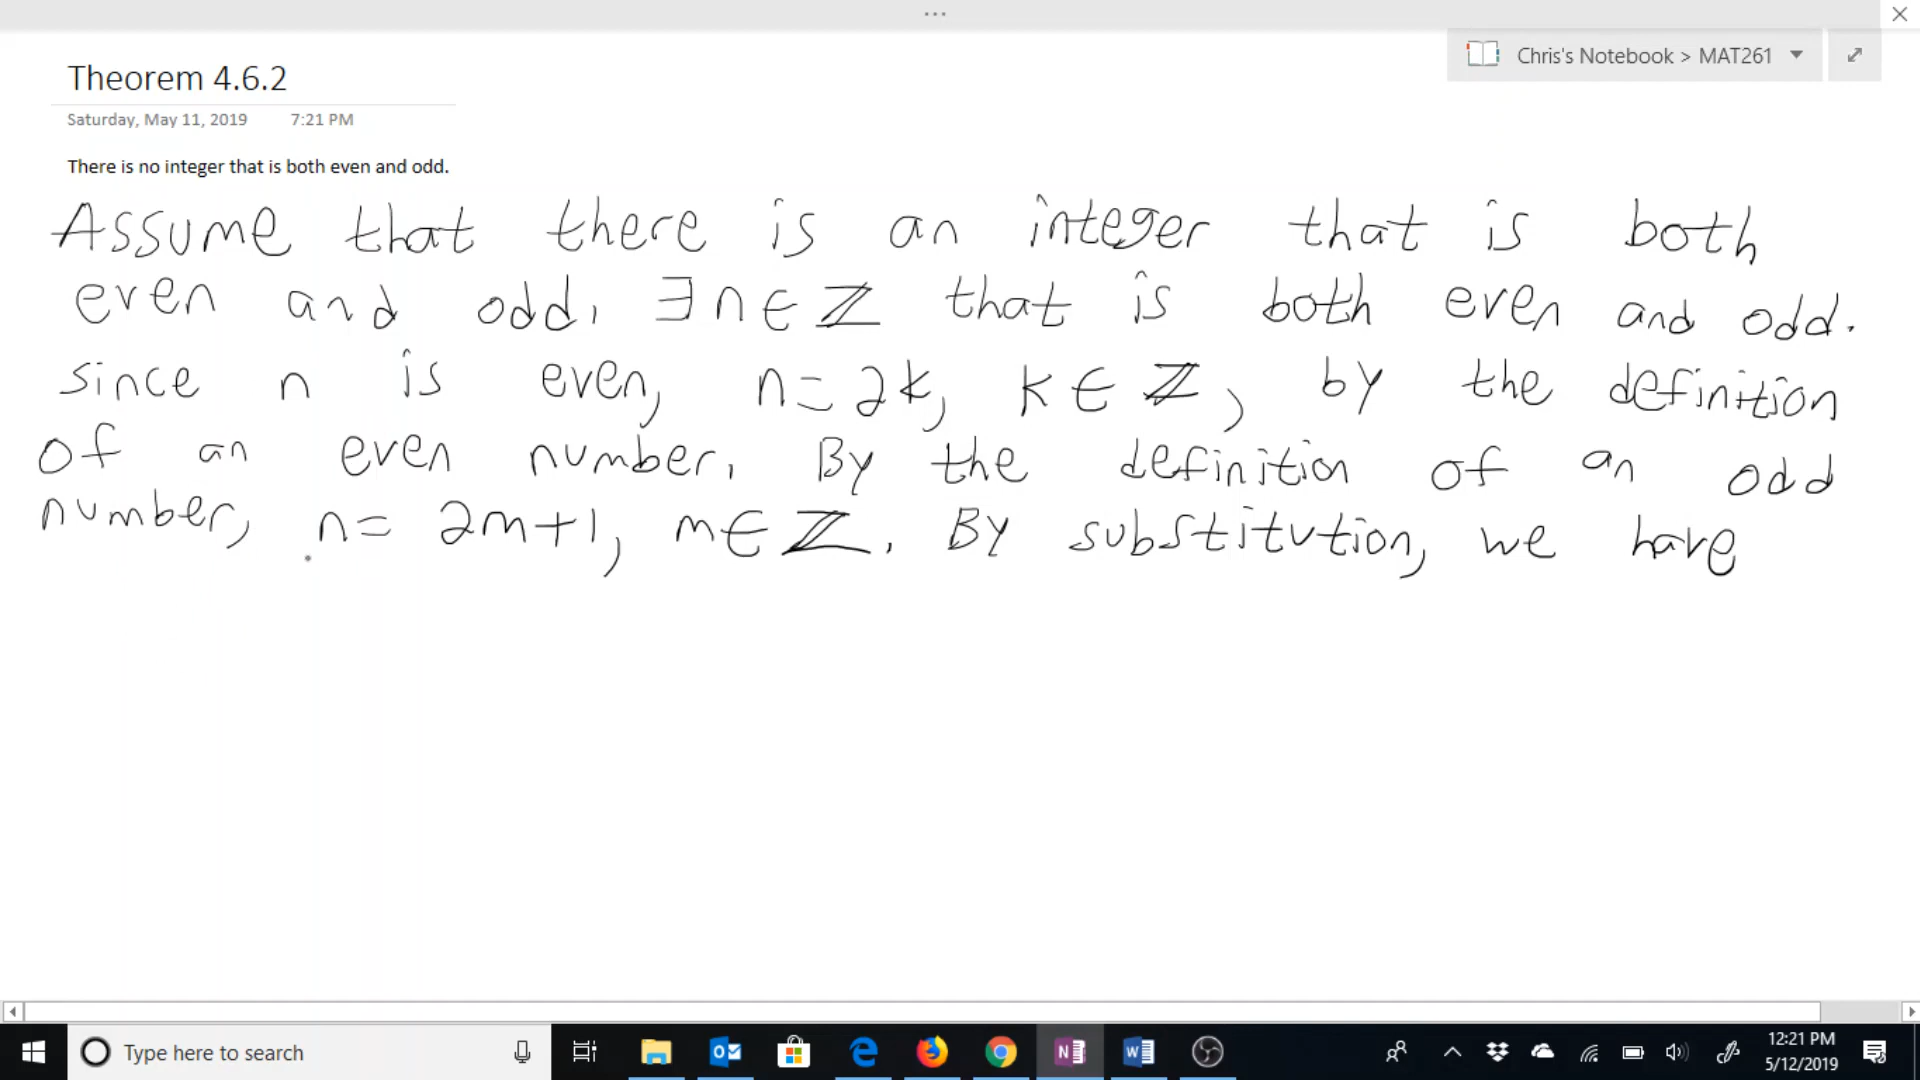 Chris's Notebook > MAT261
Theorem 4.6.2
Saturday, May 11, 2019 7:21 PM
There is no integer that is both even and odd.
Assume that there is an integer that is both
even and odd. ∃n∈ℤ that is both even and odd.
since n is even, n=2k, k∈ℤ, by the definition
of an even number. By the definition of an odd
number, n=2m+1, m∈ℤ. By substitution, we have
Type here to search
12:21 PM
5/12/2019